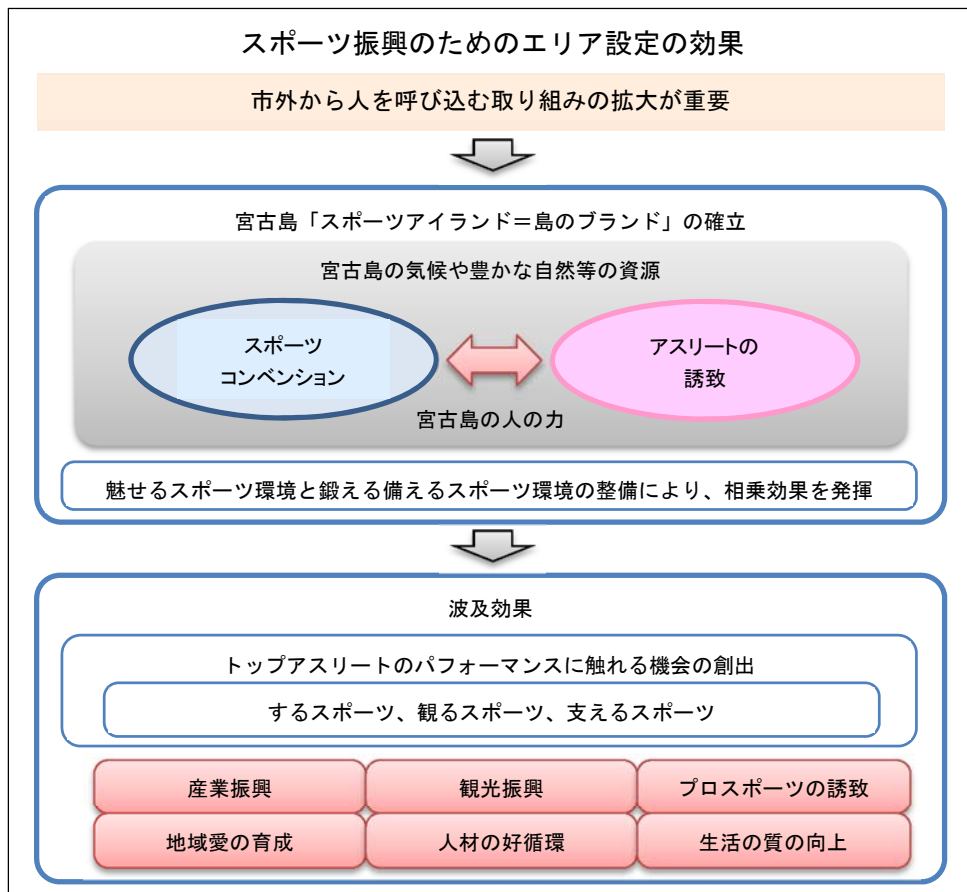 スポーツ振興のためのエリア設定の効果
市外から人を呼び込む取り組みの拡大が重要
宮古島「スポーツアイランド＝島のブランド」の確立
宮古島の気候や豊かな自然等の資源
スポーツ
コンベンション
アスリートの
誘致
宮古島の人の力
魅せるスポーツ環境と鍛える備えるスポーツ環境の整備により、相乗効果を発揮
波及効果
トップアスリートのパフォーマンスに触れる機会の創出
するスポーツ、観るスポーツ、支えるスポーツ
産業振興
観光振興
プロスポーツの誘致
地域愛の育成
人材の好循環
生活の質の向上